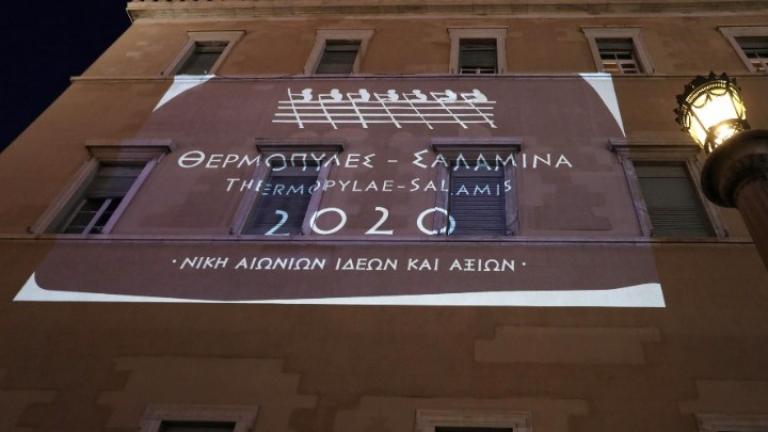 ΘΕΡΜΟΠΥΛΕΣ - ΣΑΛΑΜΙΝΑ
THERMOPYLAE-SALAMIS
2020
· ΝΙΚΗ ΑΙΩΝΙΩΝ ΙΔΕΩΝ ΚΑΙ ΑΞΙΩΝ ·